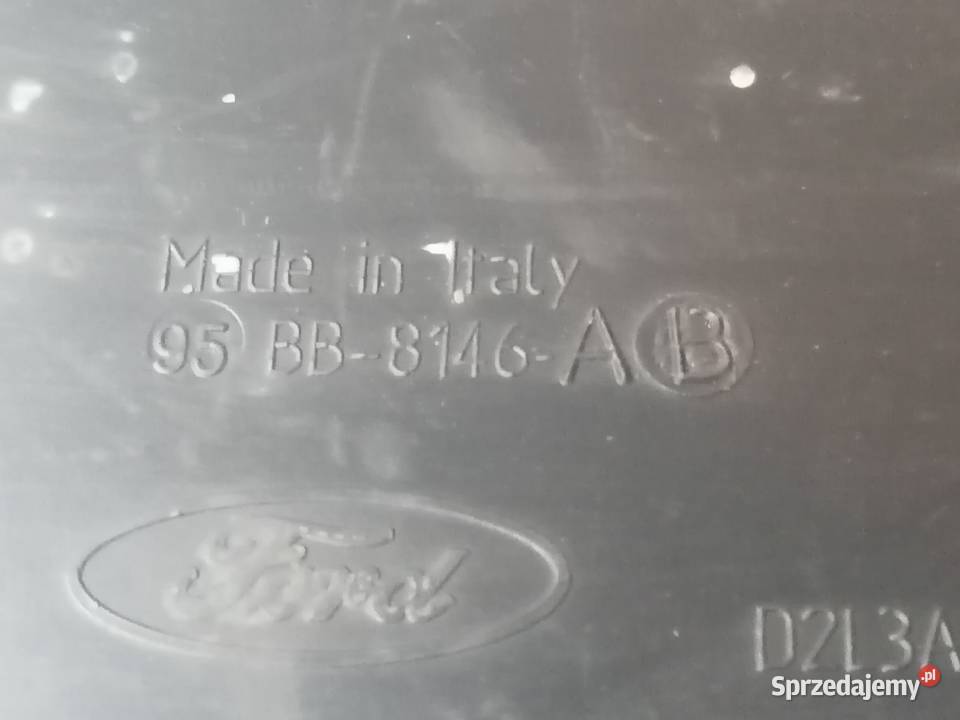 Made in Italy
95 BB-8146-A B
Ford
D2L3A
Sprzedajemy.pl